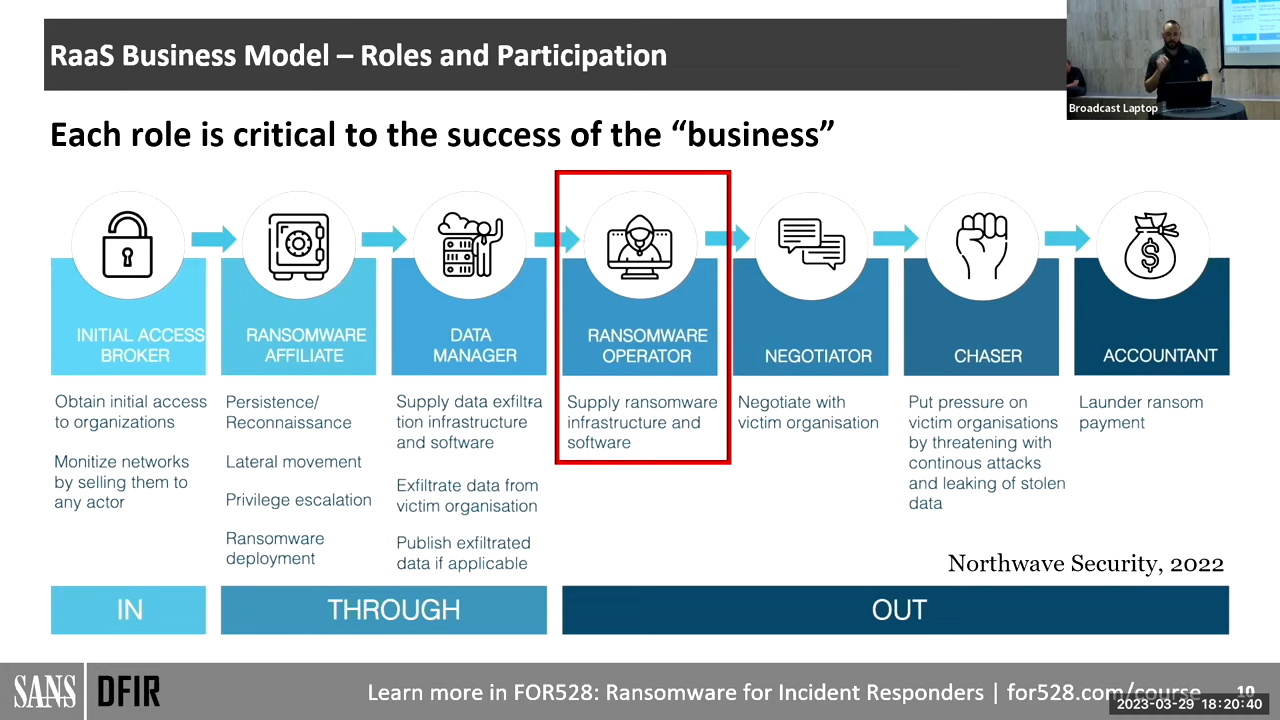 RaaS Business Model – Roles and Participation
Broadcast Laptop
Each role is critical to the success of the “business”
INITIAL ACCESS
BROKER
Obtain initial access
to organizations
Monitize networks
by selling them to
any actor
RANSOMWARE
AFFILIATE
Persistence/
Reconnaissance
Lateral movement
Privilege escalation
Ransomware
deployment
DATA
MANAGER
Supply data exfiltra
tion infrastructure
and software
Exfiltrate data from
victim organisation
Publish exfiltrated
data if applicable
RANSOMWARE
OPERATOR
Supply ransomware
infrastructure and
software
NEGOTIATOR
Negotiate with
victim organisation
CHASER
Put pressure on
victim organisations
by threatening with
continous attacks
and leaking of stolen
data
ACCOUNTANT
$
Launder ransom
payment
Northwave Security, 2022
IN
THROUGH
OUT
SANS DFIR
Learn more in FOR528: Ransomware for Incident Responders | for528.com/course 10
2023-03-29 18:20:40